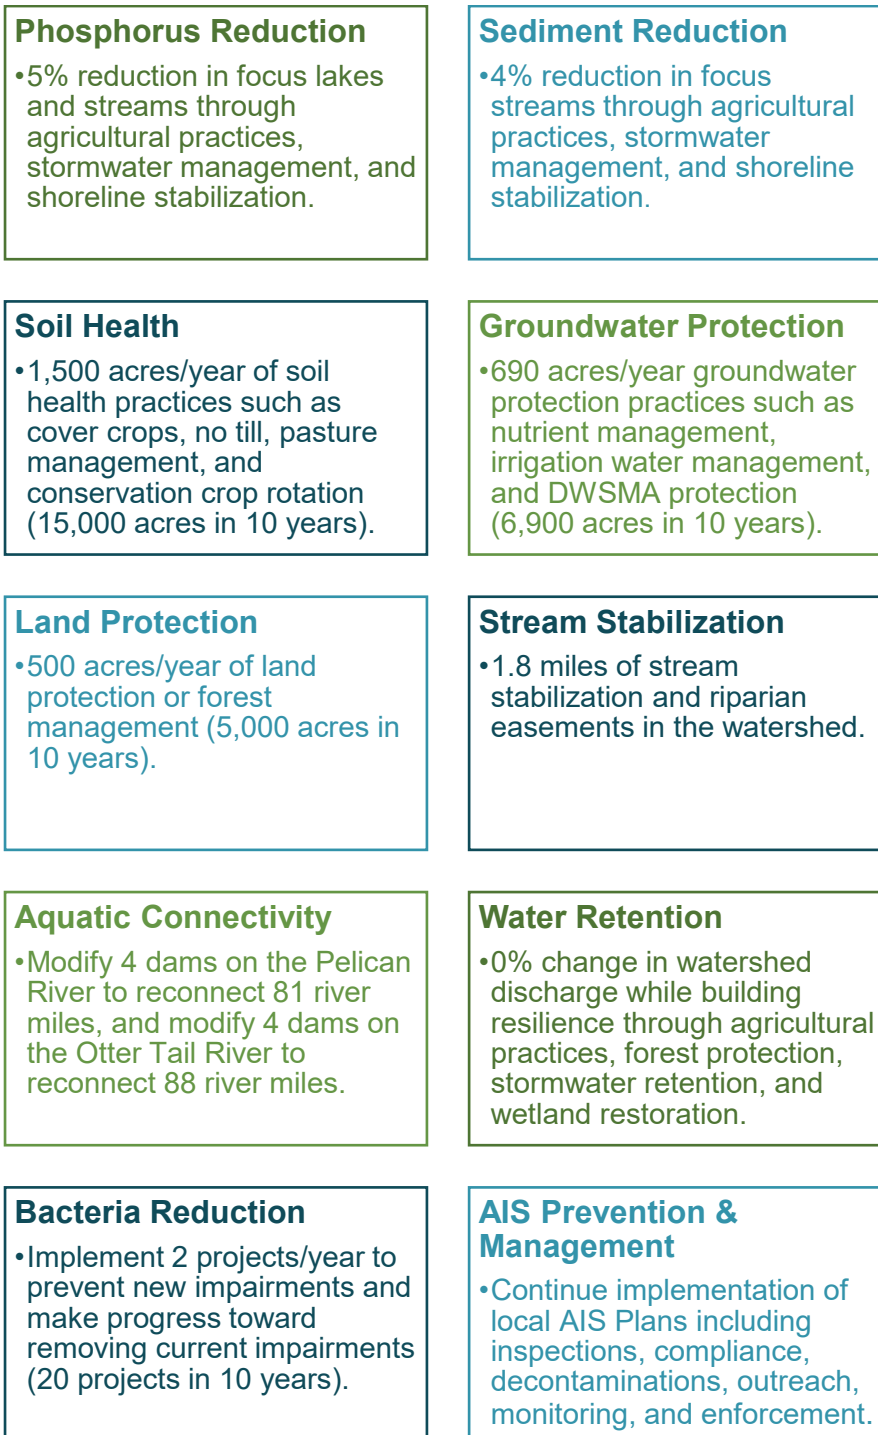 Phosphorus Reduction
•5% reduction in focus lakes
and streams through
agricultural practices,
stormwater management, and
shoreline stabilization.
Sediment Reduction
•4% reduction in focus
streams through agricultural
practices, stormwater
management, and shoreline
stabilization.
Soil Health
•1,500 acres/year of soil
health practices such as
cover crops, no till, pasture
management, and
conservation crop rotation
(15,000 acres in 10 years).
Groundwater Protection
•690 acres/year groundwater
protection practices such as
nutrient management,
irrigation water management,
and DWSMA protection
(6,900 acres in 10 years).
Land Protection
•500 acres/year of land
protection or forest
management (5,000 acres in
10 years).
Stream Stabilization
•1.8 miles of stream
stabilization and riparian
easements in the watershed.
Aquatic Connectivity
•Modify 4 dams on the Pelican
River to reconnect 81 river
miles, and modify 4 dams on
the Otter Tail River to
reconnect 88 river miles.
Water Retention
•0% change in watershed
discharge while building
resilience through agricultural
practices, forest protection,
stormwater retention, and
wetland restoration.
Bacteria Reduction
•Implement 2 projects/year to
prevent new impairments and
make progress toward
removing current impairments
(20 projects in 10 years).
AIS Prevention &
Management
•Continue implementation of
local AIS Plans including
inspections, compliance,
decontaminations, outreach,
monitoring, and enforcement.